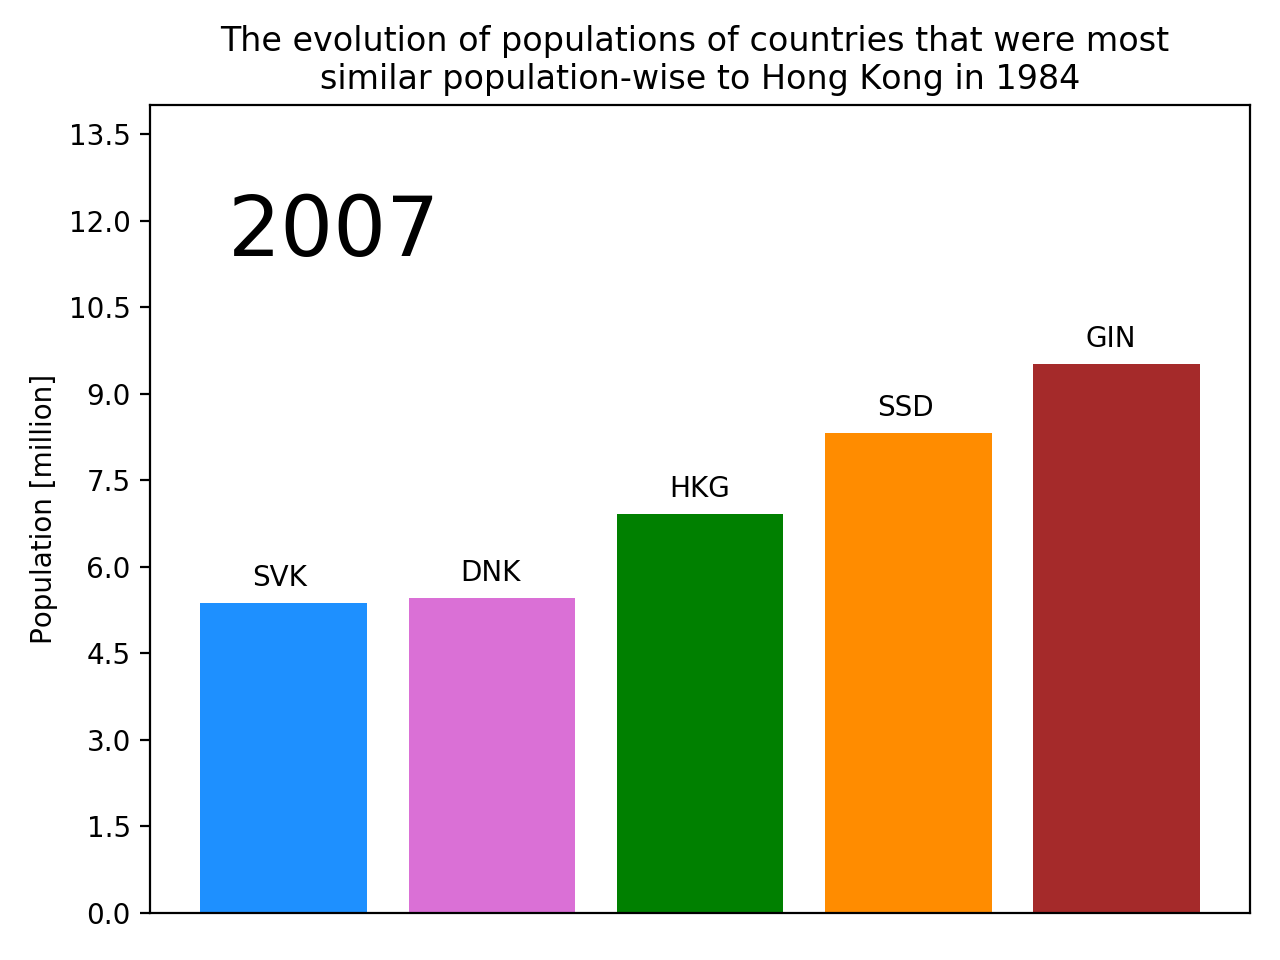 The evolution of populations of countries that were most
similar population-wise to Hong Kong in 1984
13.5
12.0
10.5
9.0
7.5
6.0
4.5
3.0
1.5
0.0
Population [million]
2007
SVK
DNK
HKG
SSD
GIN